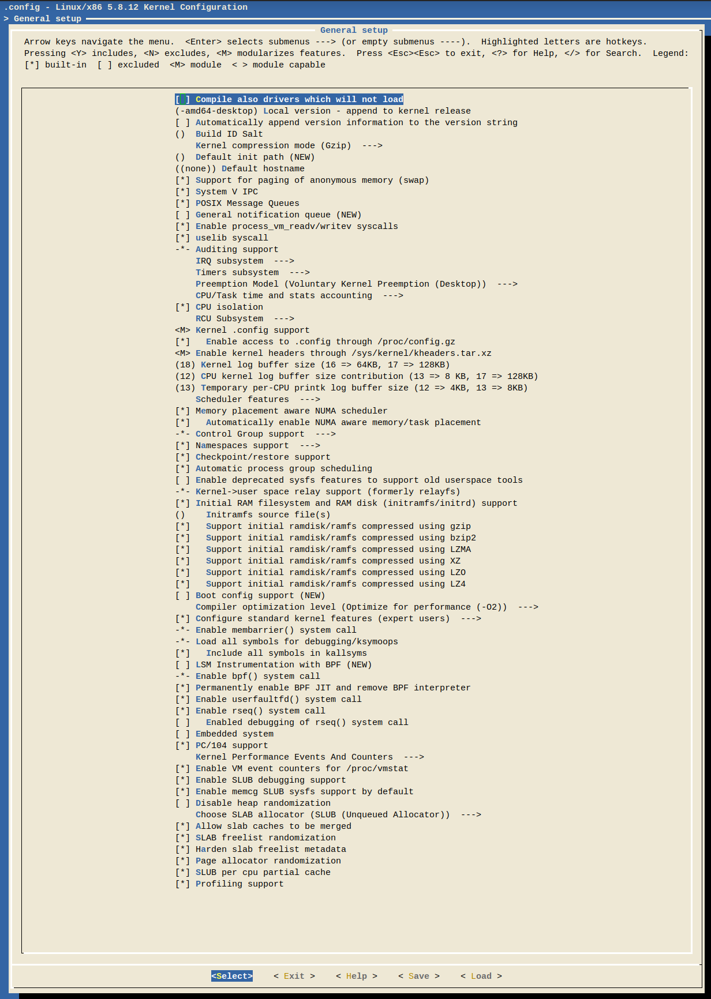 .config - Linux/x86 5.8.12 Kernel Configuration
> General setup
General setup
Arrow keys navigate the menu.  <Enter> selects submenus ---> (or empty submenus ----).  Highlighted letters are hotkeys.
Pressing <Y> includes, <N> excludes, <M> modularizes features.  Press <Esc><Esc> to exit, <?> for Help, </> for Search.  Legend:
[*] built-in  [ ] excluded  <M> module  < > module capable
[ ] Compile also drivers which will not load
(-amd64-desktop) Local version - append to kernel release
[ ] Automatically append version information to the version string
()  Build ID Salt
    Kernel compression mode (Gzip)  --->
()  Default init path (NEW)
((none)) Default hostname
[*] Support for paging of anonymous memory (swap)
[*] System V IPC
[*] POSIX Message Queues
[ ] General notification queue (NEW)
[*] Enable process_vm_readv/writev syscalls
[*] uselib syscall
-*- Auditing support
    IRQ subsystem  --->
    Timers subsystem  --->
    Preemption Model (Voluntary Kernel Preemption (Desktop))  --->
    CPU/Task time and stats accounting  --->
[*] CPU isolation
    RCU Subsystem  --->
<M> Kernel .config support
[*]   Enable access to .config through /proc/config.gz
<M> Enable kernel headers through /sys/kernel/kheaders.tar.xz
(18) Kernel log buffer size (16 => 64KB, 17 => 128KB)
(12) CPU kernel log buffer size contribution (13 => 8 KB, 17 => 128KB)
(13) Temporary per-CPU printk log buffer size (12 => 4KB, 13 => 8KB)
    Scheduler features  --->
[*] Memory placement aware NUMA scheduler
[*]   Automatically enable NUMA aware memory/task placement
-*- Control Group support  --->
[*] Namespaces support  --->
[*] Checkpoint/restore support
[*] Automatic process group scheduling
[ ] Enable deprecated sysfs features to support old userspace tools
-*- Kernel->user space relay support (formerly relayfs)
[*] Initial RAM filesystem and RAM disk (initramfs/initrd) support
()    Initramfs source file(s)
[*]   Support initial ramdisk/ramfs compressed using gzip
[*]   Support initial ramdisk/ramfs compressed using bzip2
[*]   Support initial ramdisk/ramfs compressed using LZMA
[*]   Support initial ramdisk/ramfs compressed using XZ
[*]   Support initial ramdisk/ramfs compressed using LZO
[*]   Support initial ramdisk/ramfs compressed using LZ4
[ ] Boot config support (NEW)
    Compiler optimization level (Optimize for performance (-O2))  --->
[*] Configure standard kernel features (expert users)  --->
-*- Enable membarrier() system call
-*- Load all symbols for debugging/ksymoops
[*]   Include all symbols in kallsyms
[ ] LSM Instrumentation with BPF (NEW)
-*- Enable bpf() system call
[*] Permanently enable BPF JIT and remove BPF interpreter
[*] Enable userfaultfd() system call
[*] Enable rseq() system call
[ ]   Enabled debugging of rseq() system call
[ ] Embedded system
[*] PC/104 support
    Kernel Performance Events And Counters  --->
[*] Enable VM event counters for /proc/vmstat
[*] Enable SLUB debugging support
[*] Enable memcg SLUB sysfs support by default
[ ] Disable heap randomization
    Choose SLAB allocator (SLUB (Unqueued Allocator))  --->
[*] Allow slab caches to be merged
[*] SLAB freelist randomization
[*] Harden slab freelist metadata
[*] Page allocator randomization
[*] SLUB per cpu partial cache
[*] Profiling support
<Select>    < Exit >    < Help >    < Save >    < Load >